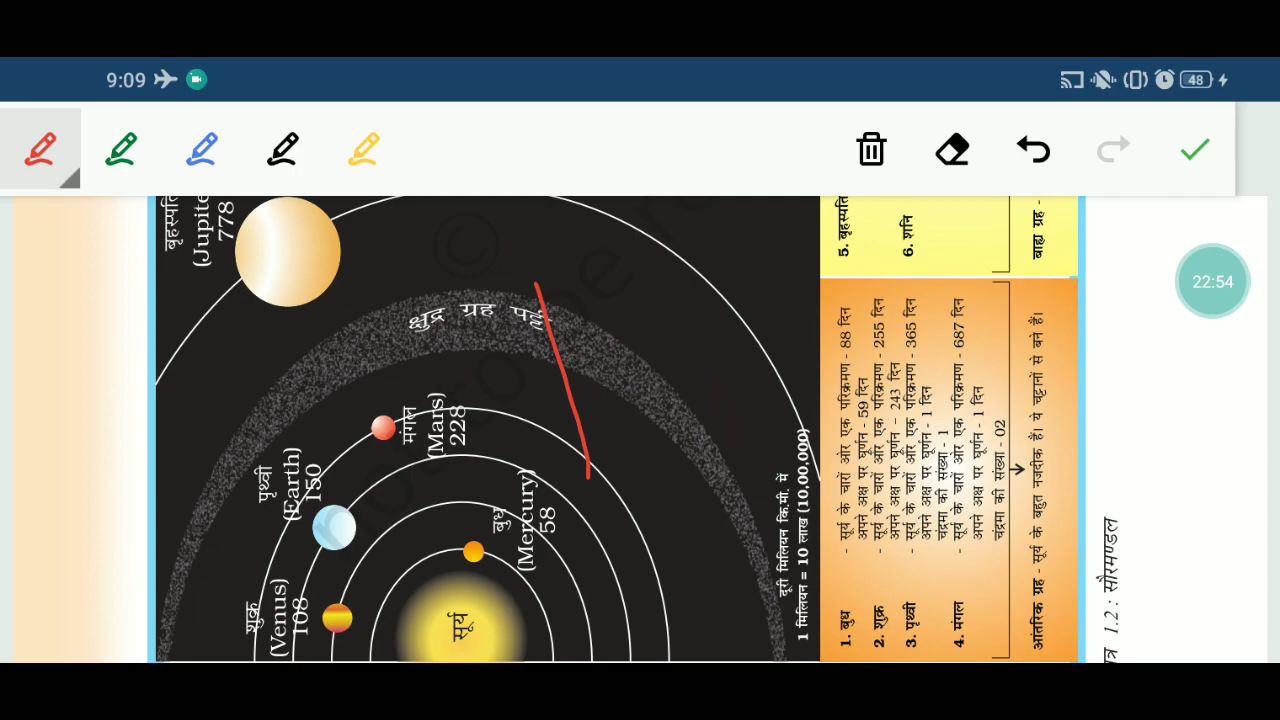 9:09
48
22:54
बृहस्पति
(Jupite
778
क्षुद्र ग्रह
मंगल
(Mars)
228
पृथ्वी
(Earth)
150
बुध
(Mercury)
58
शुक्र
(Venus)
108
सूर्य
दूरी मिलियन कि.मी. में
1 मिलियन = 10 लाख (10,00,000)
5. बृहस्पति
6. शनि
बाह्य ग्रह -
1. बुध - सूर्य के चारों ओर एक परिक्रमण - 88 दिन
अपने अक्ष पर घूर्णन - 59 दिन
2. शुक्र - सूर्य के चारों ओर एक परिक्रमण - 255 दिन
अपने अक्ष पर घूर्णन - 243 दिन
3. पृथ्वी - सूर्य के चारों ओर एक परिक्रमण - 365 दिन
अपने अक्ष पर घूर्णन - 1 दिन
चंद्रमा की संख्या - 1
4. मंगल - सूर्य के चारों ओर एक परिक्रमण - 687 दिन
अपने अक्ष पर घूर्णन - 1 दिन
चंद्रमा की संख्या - 02
आंतरिक ग्रह - सूर्य के बहुत नजदीक हैं। ये चट्टानों से बने हैं।
1.2 : सौरमण्डल